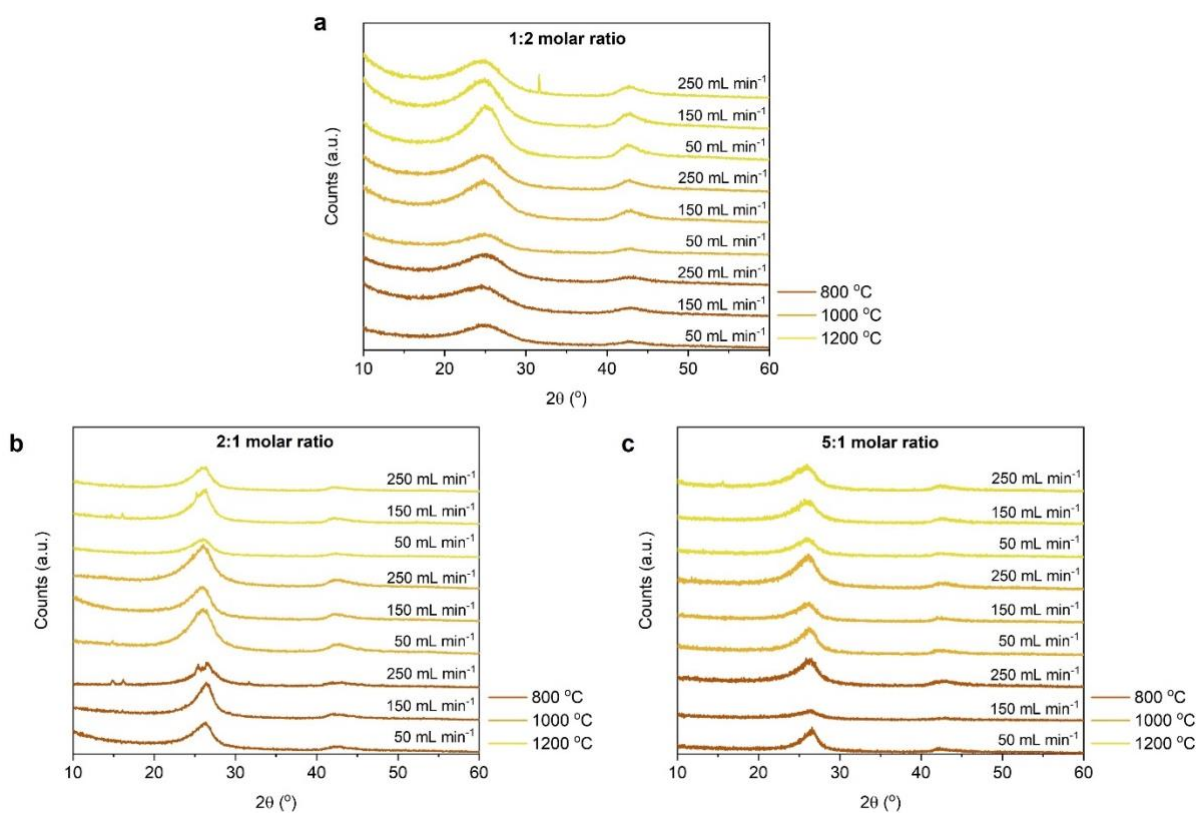 a
1:2 molar ratio
250 mL min⁻¹
150 mL min⁻¹
50 mL min⁻¹
250 mL min⁻¹
150 mL min⁻¹
50 mL min⁻¹
250 mL min⁻¹
150 mL min⁻¹
50 mL min⁻¹
Counts (a.u.)
800 °C
1000 °C
1200 °C
10 20 30 40 50 60
2θ (°)
b
2:1 molar ratio
250 mL min⁻¹
150 mL min⁻¹
50 mL min⁻¹
250 mL min⁻¹
150 mL min⁻¹
50 mL min⁻¹
250 mL min⁻¹
150 mL min⁻¹
50 mL min⁻¹
Counts (a.u.)
800 °C
1000 °C
1200 °C
10 20 30 40 50 60
2θ (°)
c
5:1 molar ratio
250 mL min⁻¹
150 mL min⁻¹
50 mL min⁻¹
250 mL min⁻¹
150 mL min⁻¹
50 mL min⁻¹
250 mL min⁻¹
150 mL min⁻¹
50 mL min⁻¹
Counts (a.u.)
800 °C
1000 °C
1200 °C
10 20 30 40 50 60
2θ (°)